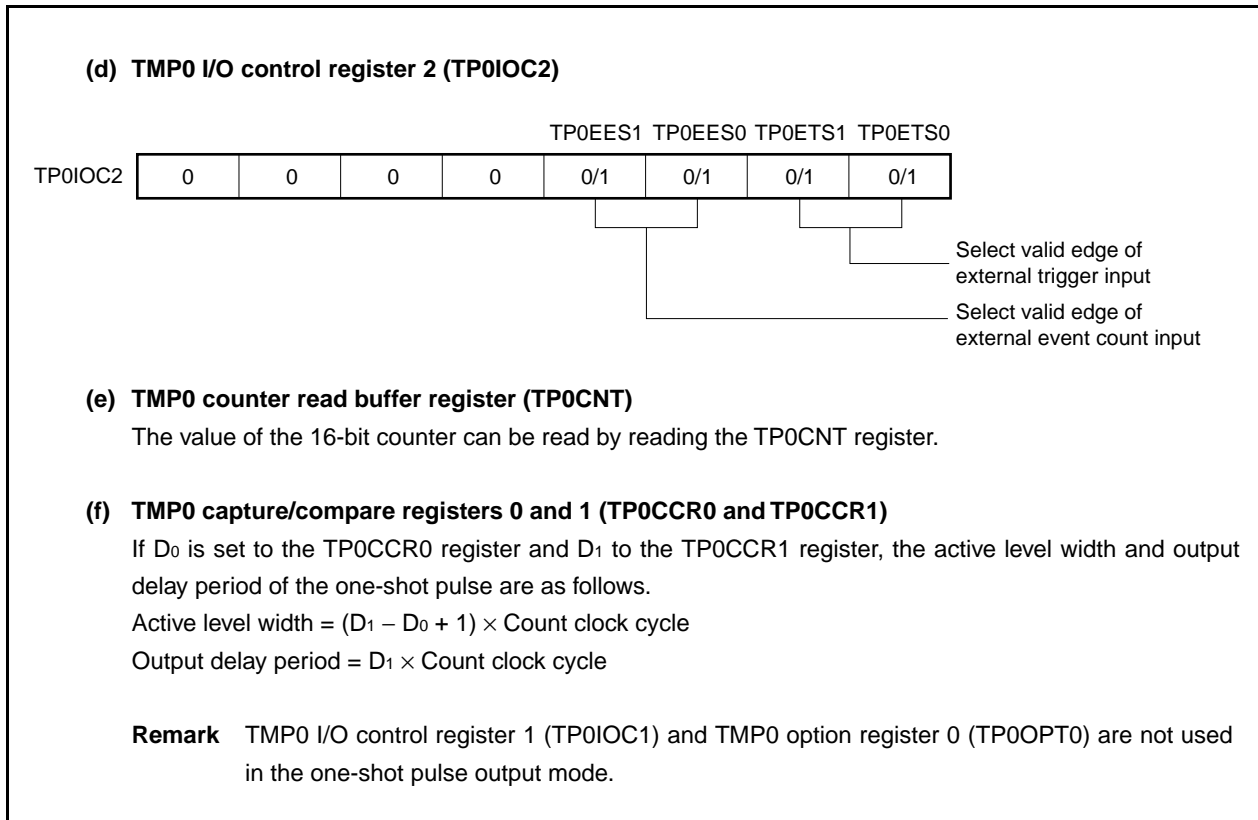 (d) TMP0 I/O control register 2 (TP0IOC2)
TP0EES1 TP0EES0 TP0ETS1 TP0ETS0
TP0IOC2 0 0 0 0 0/1 0/1 0/1 0/1
Select valid edge of
external trigger input
Select valid edge of
external event count input
(e) TMP0 counter read buffer register (TP0CNT)
The value of the 16-bit counter can be read by reading the TP0CNT register.
(f) TMP0 capture/compare registers 0 and 1 (TP0CCR0 and TP0CCR1)
If D0 is set to the TP0CCR0 register and D1 to the TP0CCR1 register, the active level width and output
delay period of the one-shot pulse are as follows.
Active level width = (D1 − D0 + 1) × Count clock cycle
Output delay period = D1 × Count clock cycle
Remark TMP0 I/O control register 1 (TP0IOC1) and TMP0 option register 0 (TP0OPT0) are not used
in the one-shot pulse output mode.